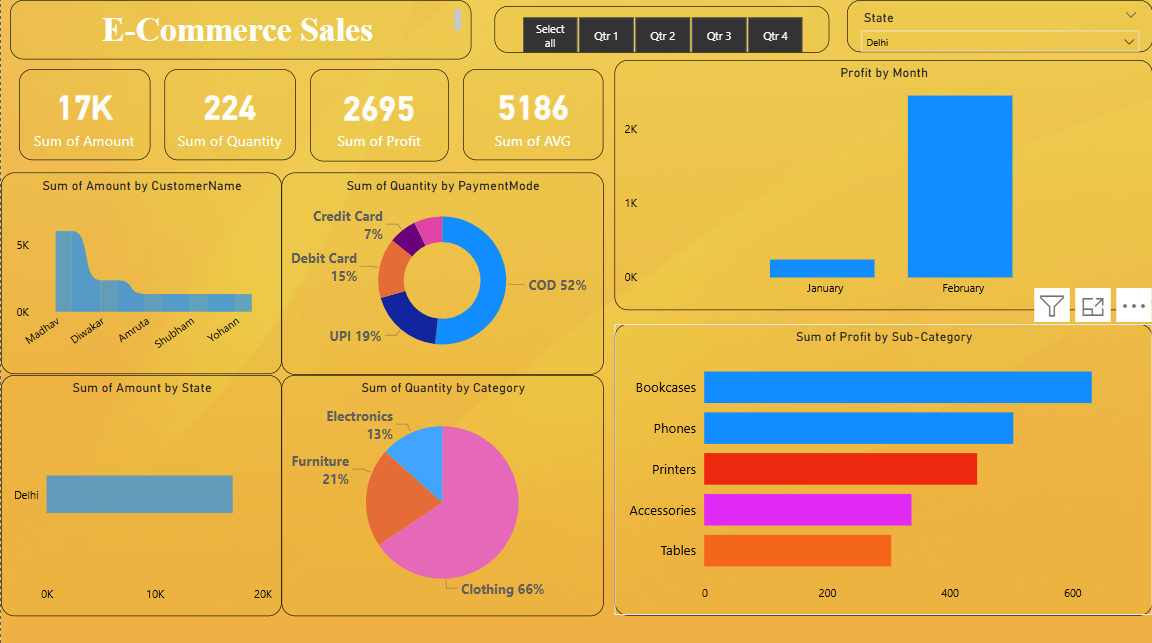 E-Commerce Sales
Select
all
Qtr 1
Qtr 2
Qtr 3
Qtr 4
State
Delhi
17K
Sum of Amount
224
Sum of Quantity
2695
Sum of Profit
5186
Sum of AVG
Profit by Month
2K
1K
0K
January
February
Sum of Amount by CustomerName
5K
0K
Madhav
Diwakar
Amruta
Shubham
Yohann
Sum of Quantity by PaymentMode
Credit Card
7%
Debit Card
15%
UPI 19%
COD 52%
Sum of Amount by State
Delhi
0K
10K
20K
Sum of Quantity by Category
Electronics
13%
Furniture
21%
Clothing 66%
Sum of Profit by Sub-Category
Bookcases
Phones
Printers
Accessories
Tables
0
200
400
600